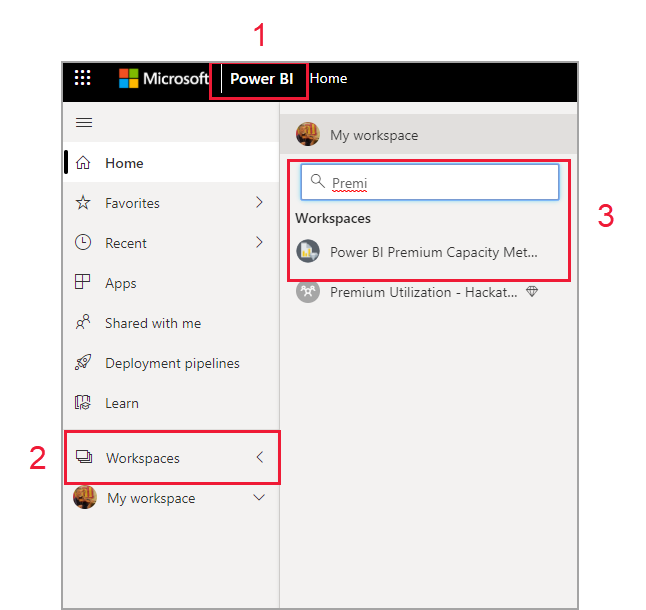 1
Microsoft Power BI Home
My workspace
Home
Premi
Favorites
Workspaces
3
Recent
Power BI Premium Capacity Met...
Apps
Premium Utilization - Hackat...
Shared with me
Deployment pipelines
Learn
2
Workspaces
My workspace